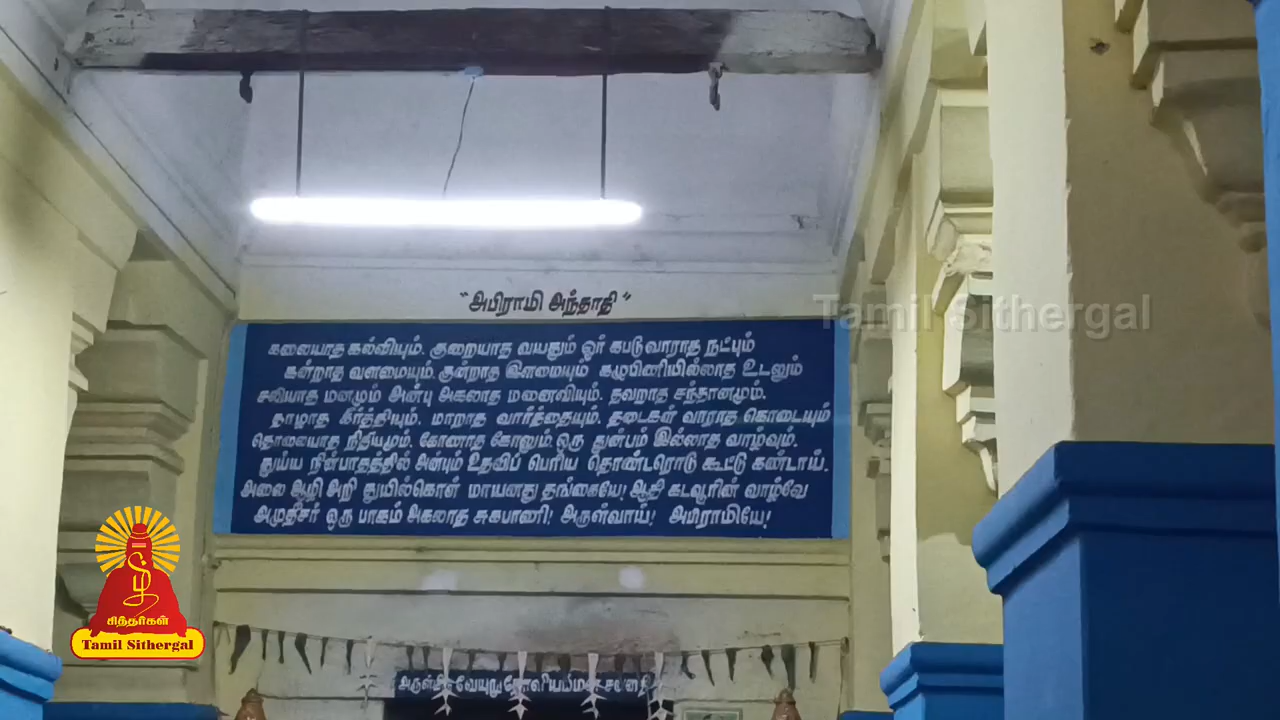 "அபிராமி அந்தாதி"
Tamil Sithergal
கலையாத கல்வியும். குறையாத வயதும் ஓர் கபடுவாராத நட்பும்
கன்றாத வளமையும். குன்றாத இளமையும் கழுபிணியில்லாத உடலும்
சலியாத மனமும் அன்பு அகலாத மனைவியும். தவறாத சந்தானமும்.
தாழாத கீர்த்தியும். மாறாத வார்த்தையும். தடைகள் வாராத கொடையும்
தொலையாத நிதியமும். கோணாத கோலும் ஒரு துன்பம் இல்லாத வாழ்வும்.
துய்ய நின்பாதத்தில் அன்பும் உதவிப் பெரிய தொண்டரொடு கூட்டு கண்டாய்.
அலை ஆழி அறி துயில்கொள் மாயனது தங்கையே! ஆதி கடவூரின் வாழ்வே
அமுதீசர் ஒரு பாகம் அகலாத சுகபாணி! அருள்வாய்! அபிராமியே!
சித்தர்கள்
Tamil Sithergal